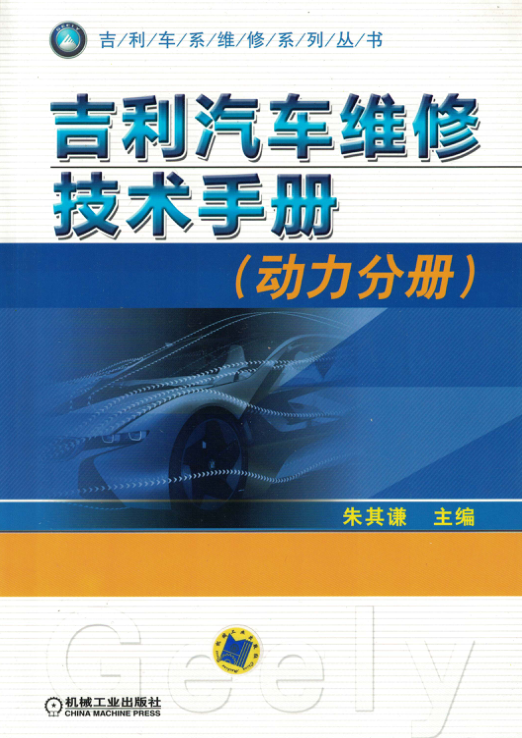 吉/利/车/系/维/修/系/列/丛/书
吉利汽车维修
技术手册
(动力分册)
朱其谦 主编
Geely
机械工业出版社
CHINA MACHINE PRESS